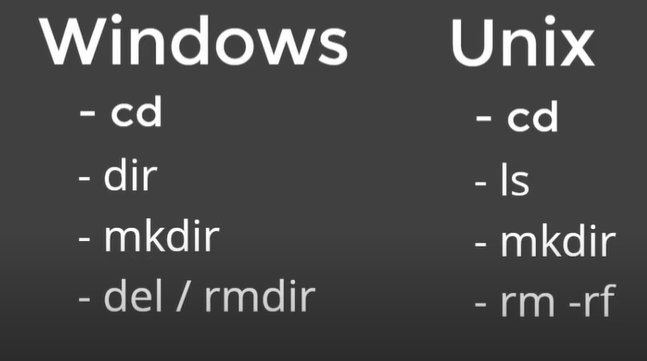 Windows
- cd
- dir
- mkdir
- del / rmdir
Unix
- cd
- ls
- mkdir
- rm -rf